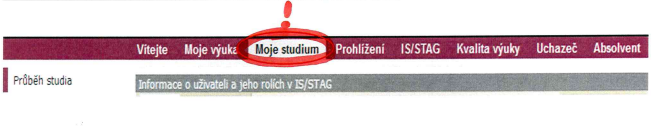 !
Vítejte Moje výuka Moje studium Prohlížení IS/STAG Kvalita výuky Uchazeč Absolvent
Průběh studia
Informace o uživateli a jeho rolích v IS/STAG